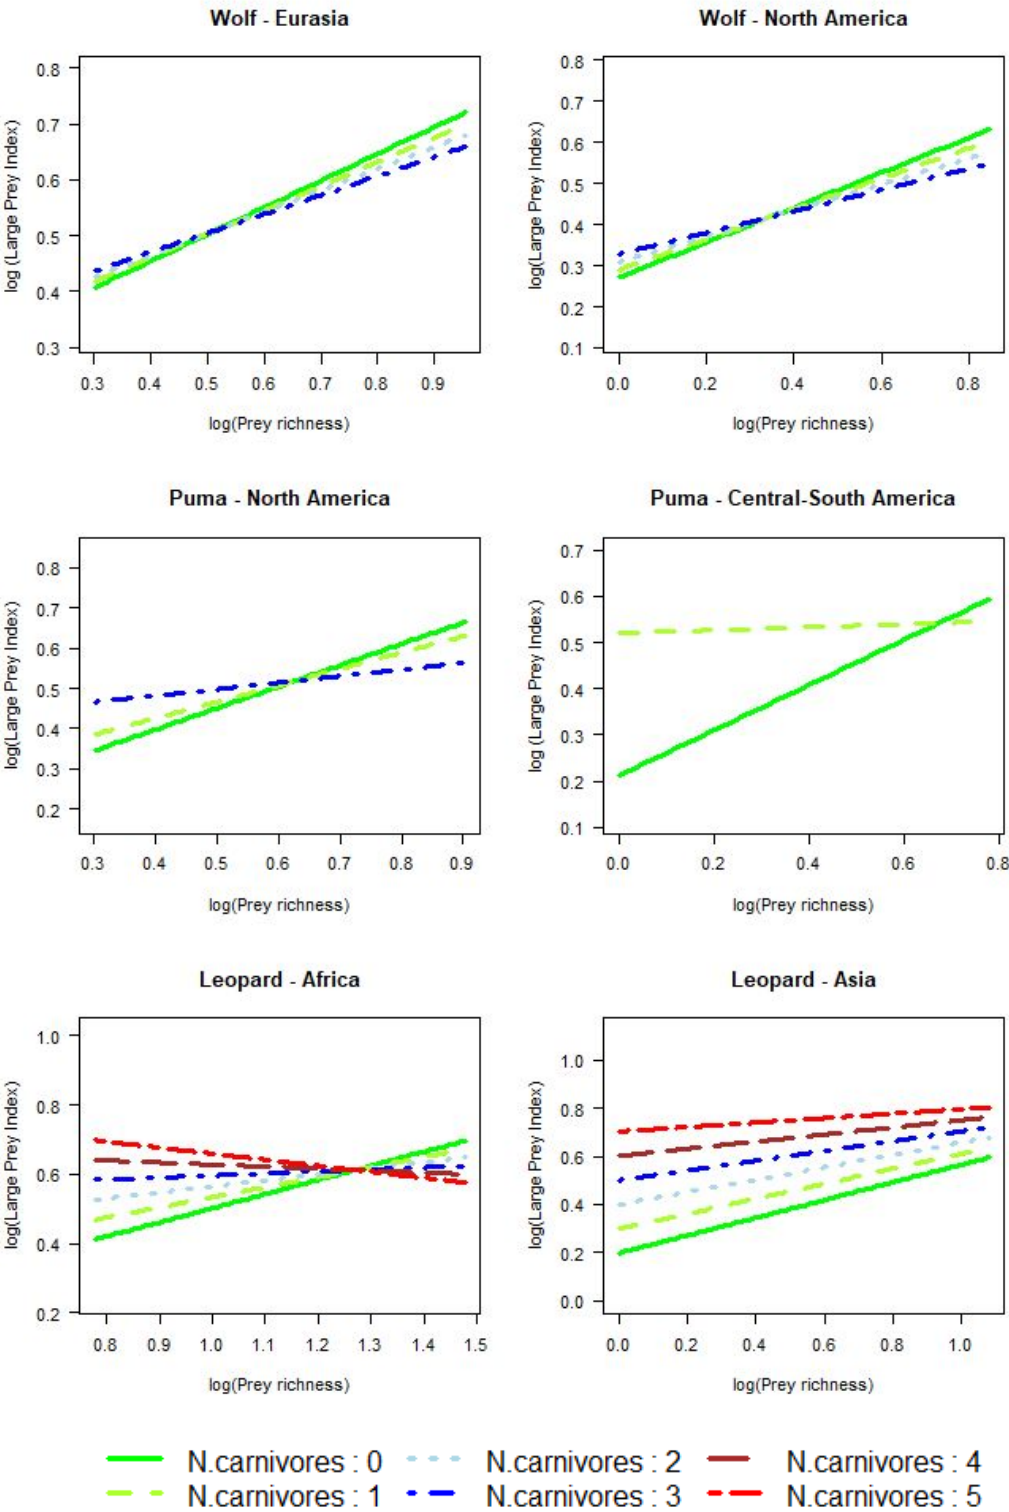 Wolf - Eurasia
log (Large Prey Index)
0.8
0.7
0.6
0.5
0.4
0.3
0.3 0.4 0.5 0.6 0.7 0.8 0.9
log(Prey richness)
Wolf - North America
log(Large Prey Index)
0.8
0.7
0.6
0.5
0.4
0.3
0.2
0.1
0.0 0.2 0.4 0.6 0.8
log(Prey richness)
Puma - North America
log(Large Prey Index)
0.8
0.7
0.6
0.5
0.4
0.3
0.2
0.3 0.4 0.5 0.6 0.7 0.8 0.9
log(Prey richness)
Puma - Central-South America
log (Large Prey Index)
0.7
0.6
0.5
0.4
0.3
0.2
0.1
0.0 0.2 0.4 0.6 0.8
log(Prey richness)
Leopard - Africa
log(Large Prey Index)
1.0
0.8
0.6
0.4
0.2
0.8 0.9 1.0 1.1 1.2 1.3 1.4 1.5
log(Prey richness)
Leopard - Asia
log(Large Prey Index)
1.0
0.8
0.6
0.4
0.2
0.0
0.0 0.2 0.4 0.6 0.8 1.0
log(Prey richness)
N.carnivores : 0 N.carnivores : 2 N.carnivores : 4
N.carnivores : 1 N.carnivores : 3 N.carnivores : 5